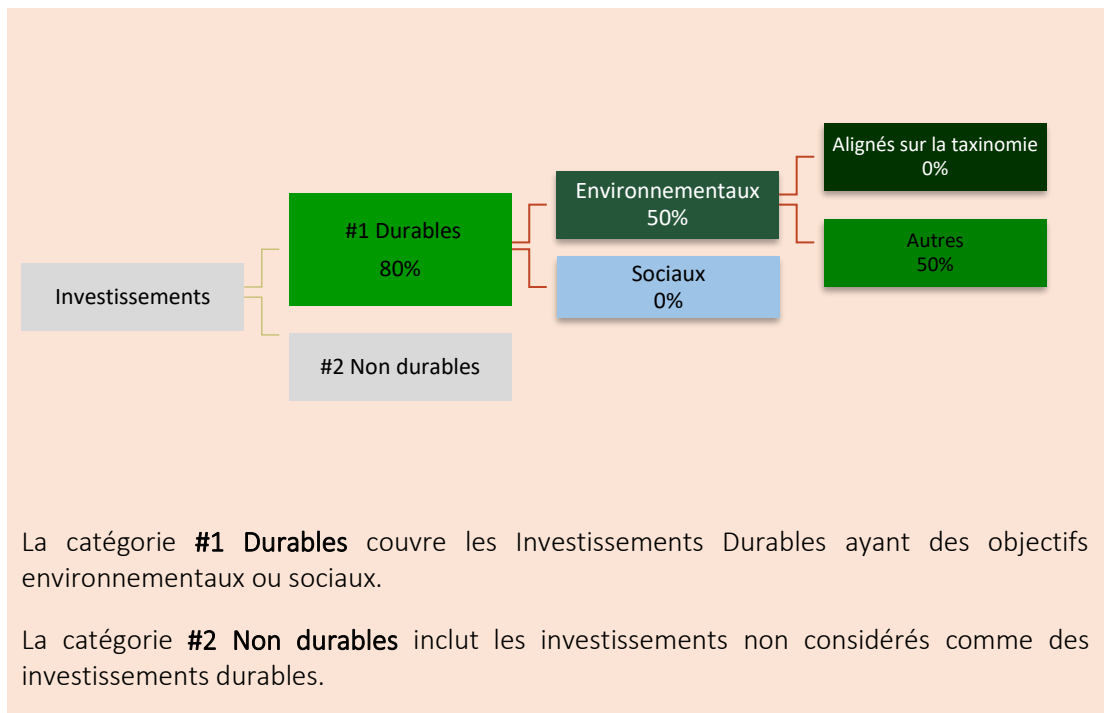 Alignés sur la taxinomie
0%
Environnementaux
50%
#1 Durables
80%
Autres
50%
Sociaux
0%
Investissements
#2 Non durables
La catégorie #1 Durables couvre les Investissements Durables ayant des objectifs
environnementaux ou sociaux.
La catégorie #2 Non durables inclut les investissements non considérés comme des
investissements durables.